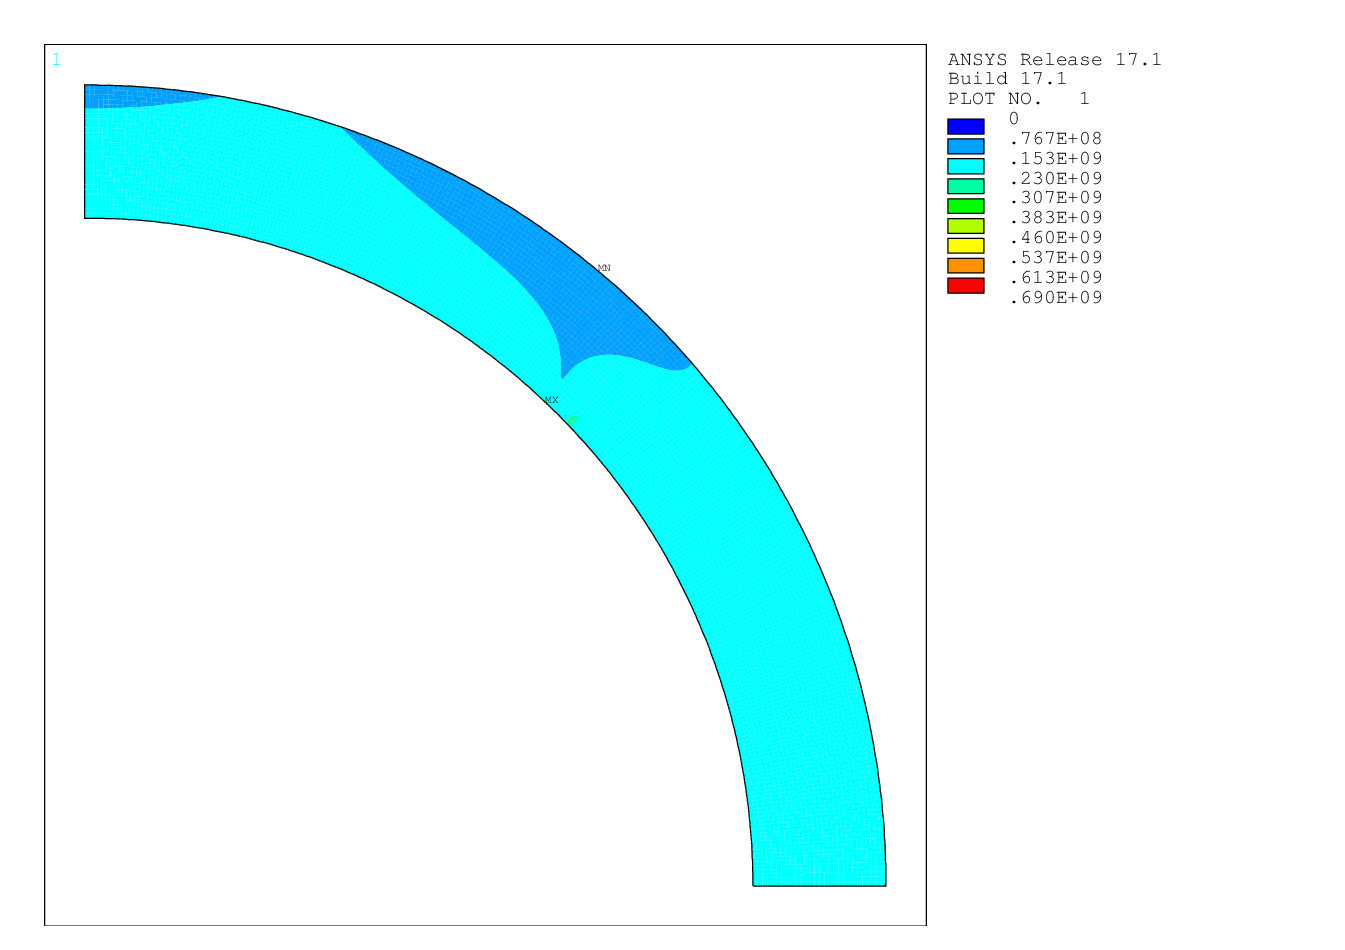 1
ANSYS Release 17.1
Build 17.1
PLOT NO. 1
0
.767E+08
.153E+09
.230E+09
.307E+09
.383E+09
.460E+09
.537E+09
.613E+09
.690E+09
MN
MX